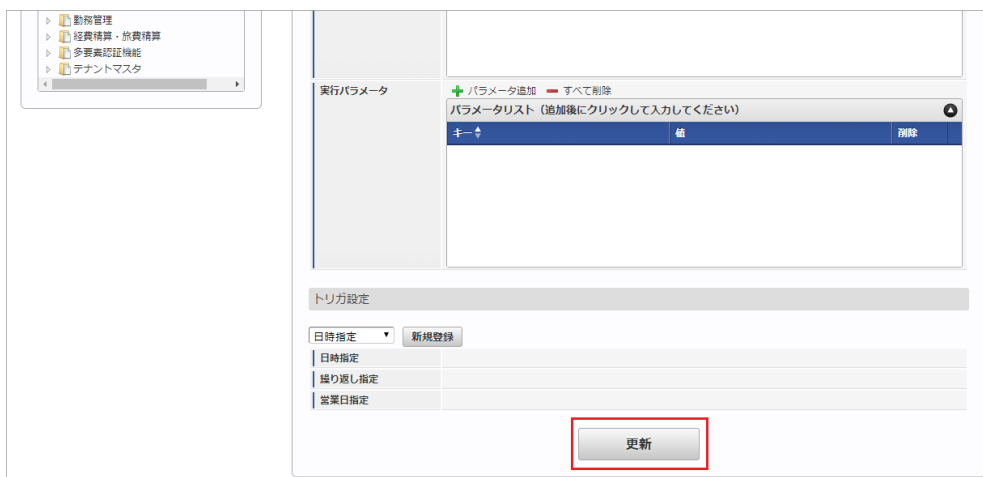 勤務管理
経費精算・旅費精算
多要素認証機能
テナントマスタ
実行パラメータ
パラメータ追加 すべて削除
パラメータリスト（追加後にクリックして入力してください）
キー 値 削除
トリガ設定
日時指定 新規登録
日時指定
繰り返し指定
営業日指定
更新